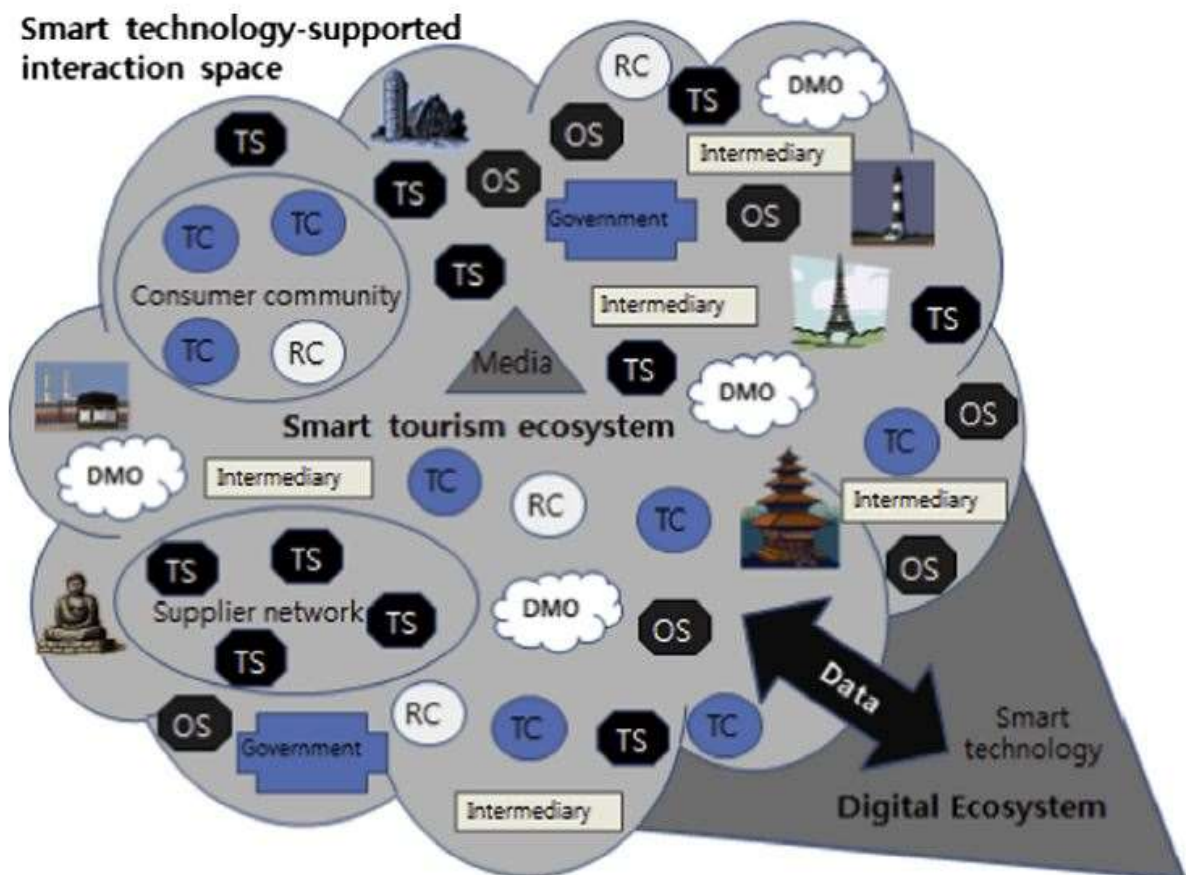 Smart technology-supported
interaction space
RC
TS
DMO
TS
OS
Intermediary
TS
OS
Government
OS
TC
TC
TS
Consumer community
Intermediary
TS
TC
RC
Media
TS
DMO
OS
Smart tourism ecosystem
TC
DMO
Intermediary
TC
RC
TC
Intermediary
TS
TS
OS
Supplier network
TS
DMO
OS
TS
Data
OS
Government
RC
TC
TS
TC
Smart
technology
Intermediary
Digital Ecosystem